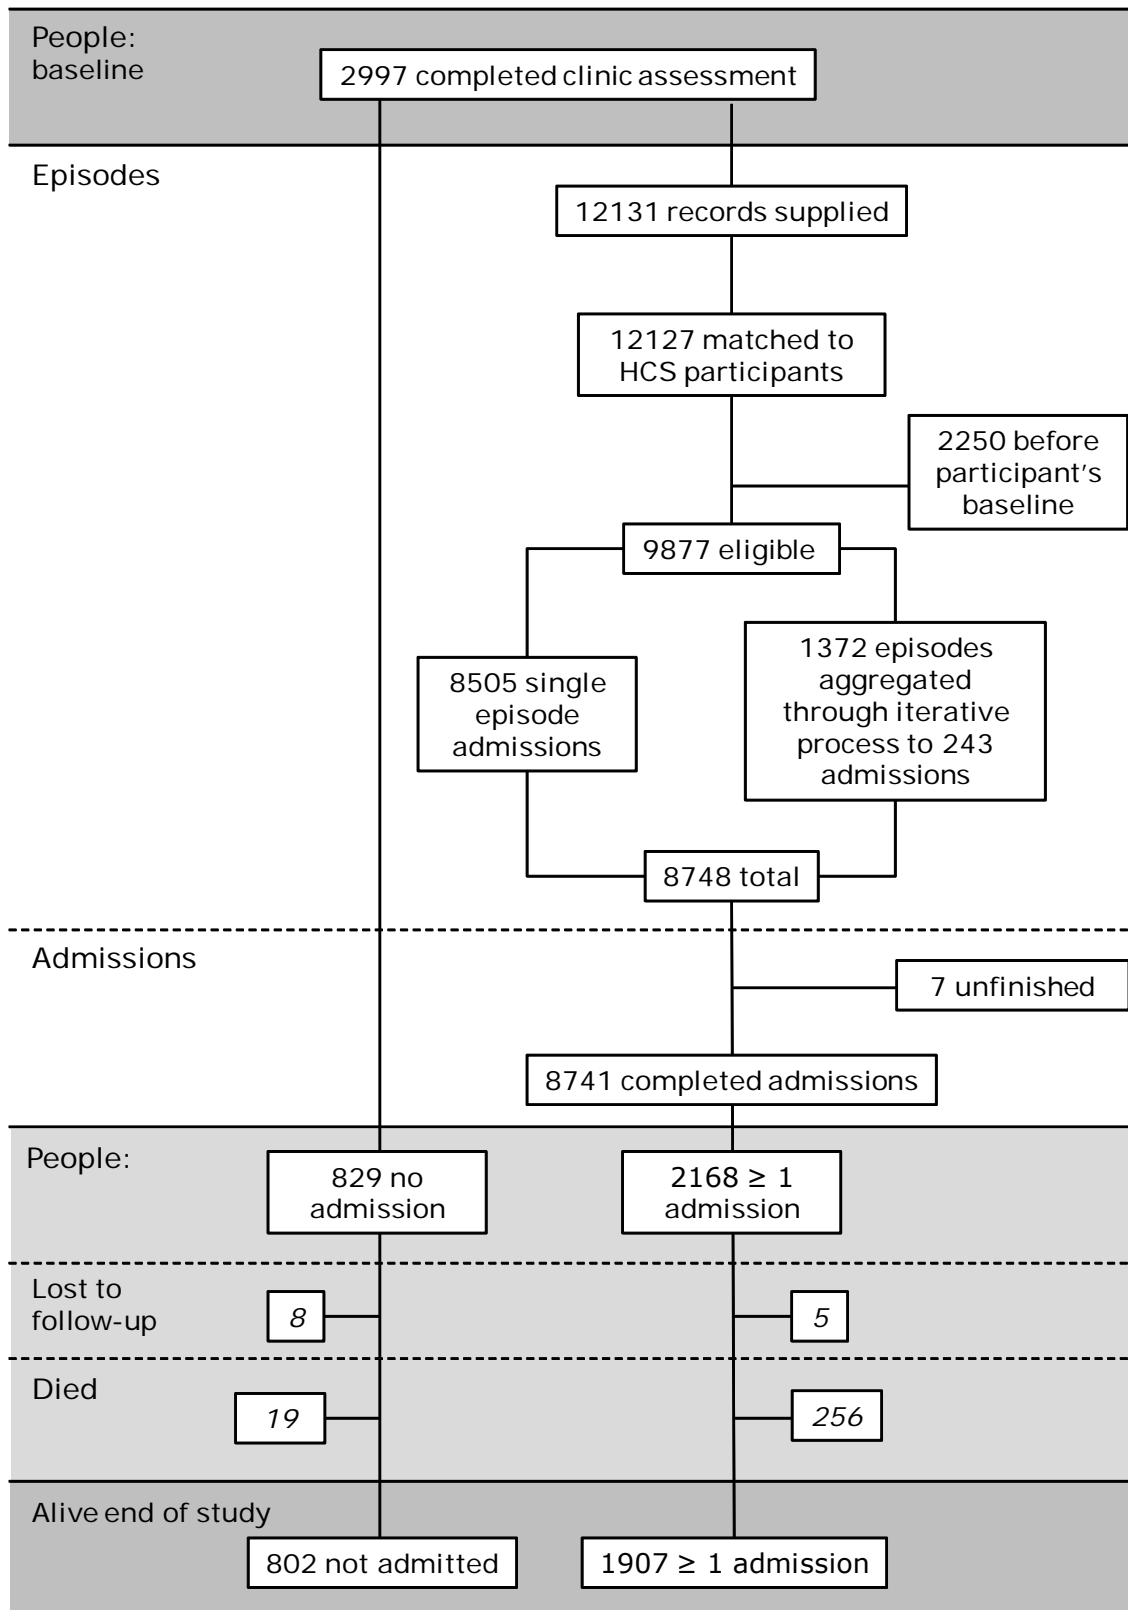 People:
baseline
2997 completed clinic assessment
Episodes
12131 records supplied
12127 matched to
HCS participants
2250 before
participant's
baseline
9877 eligible
8505 single
episode
admissions
1372 episodes
aggregated
through iterative
process to 243
admissions
8748 total
Admissions
7 unfinished
8741 completed admissions
People:
829 no
admission
2168 ≥ 1
admission
Lost to
follow-up
8
5
Died
19
256
Alive end of study
802 not admitted
1907 ≥ 1 admission